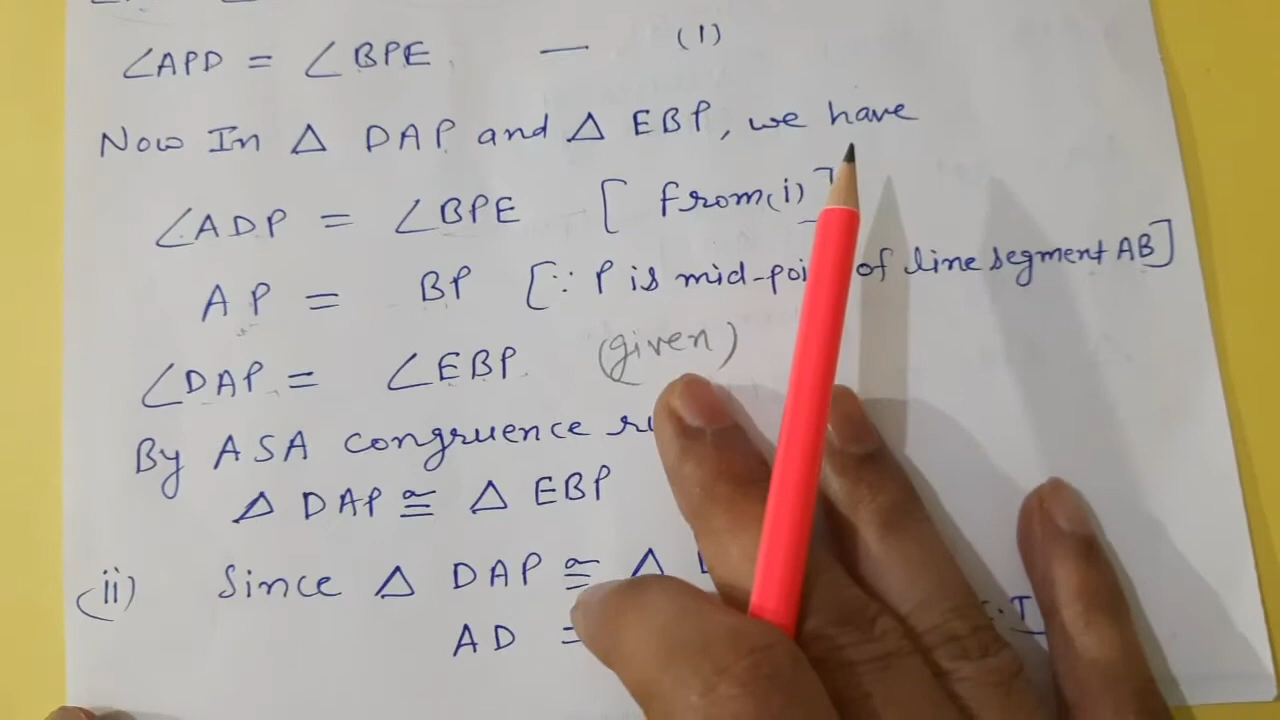 ∠APD = ∠BPE — (1)
Now In Δ DAP and Δ EBP, we have
∠ADP = ∠BPE [from(i)]
AP = BP [∵ P is mid-point of line segment AB]
∠DAP = ∠EBP (given)
By ASA congruence
Δ DAP ≅ Δ EBP
(ii) Since Δ DAP ≅ Δ
AD =